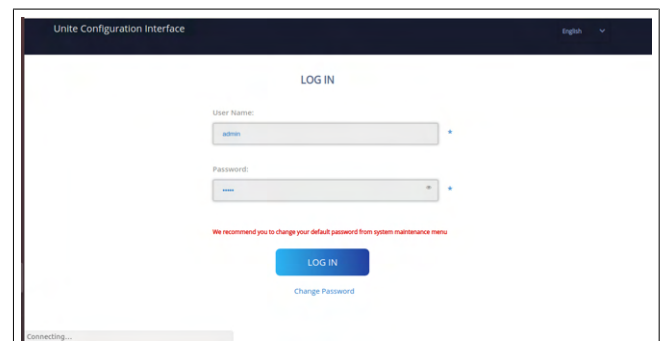 Unite Configuration Interface
English
LOG IN
User Name:
admin
*
Password:
•••••
*
We recommend you to change your default password from system maintenance menu
LOG IN
Change Password
Connecting...